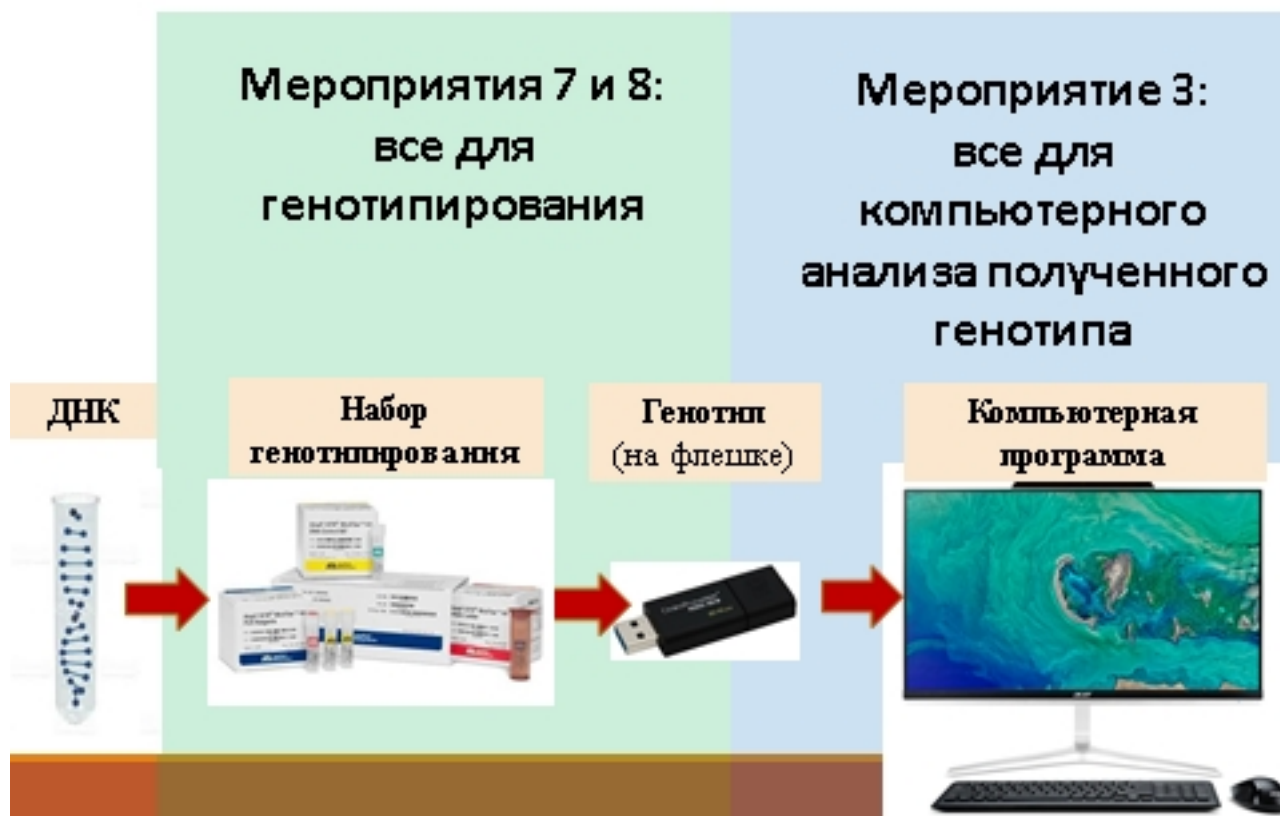 Мероприятия 7 и 8:
все для
генотипирования
Мероприятие 3:
все для
компьютерного
анализа полученного
генотипа
ДНК
Набор
генотипирования
Генотип
(на флешке)
Компьютерная
программа
acer